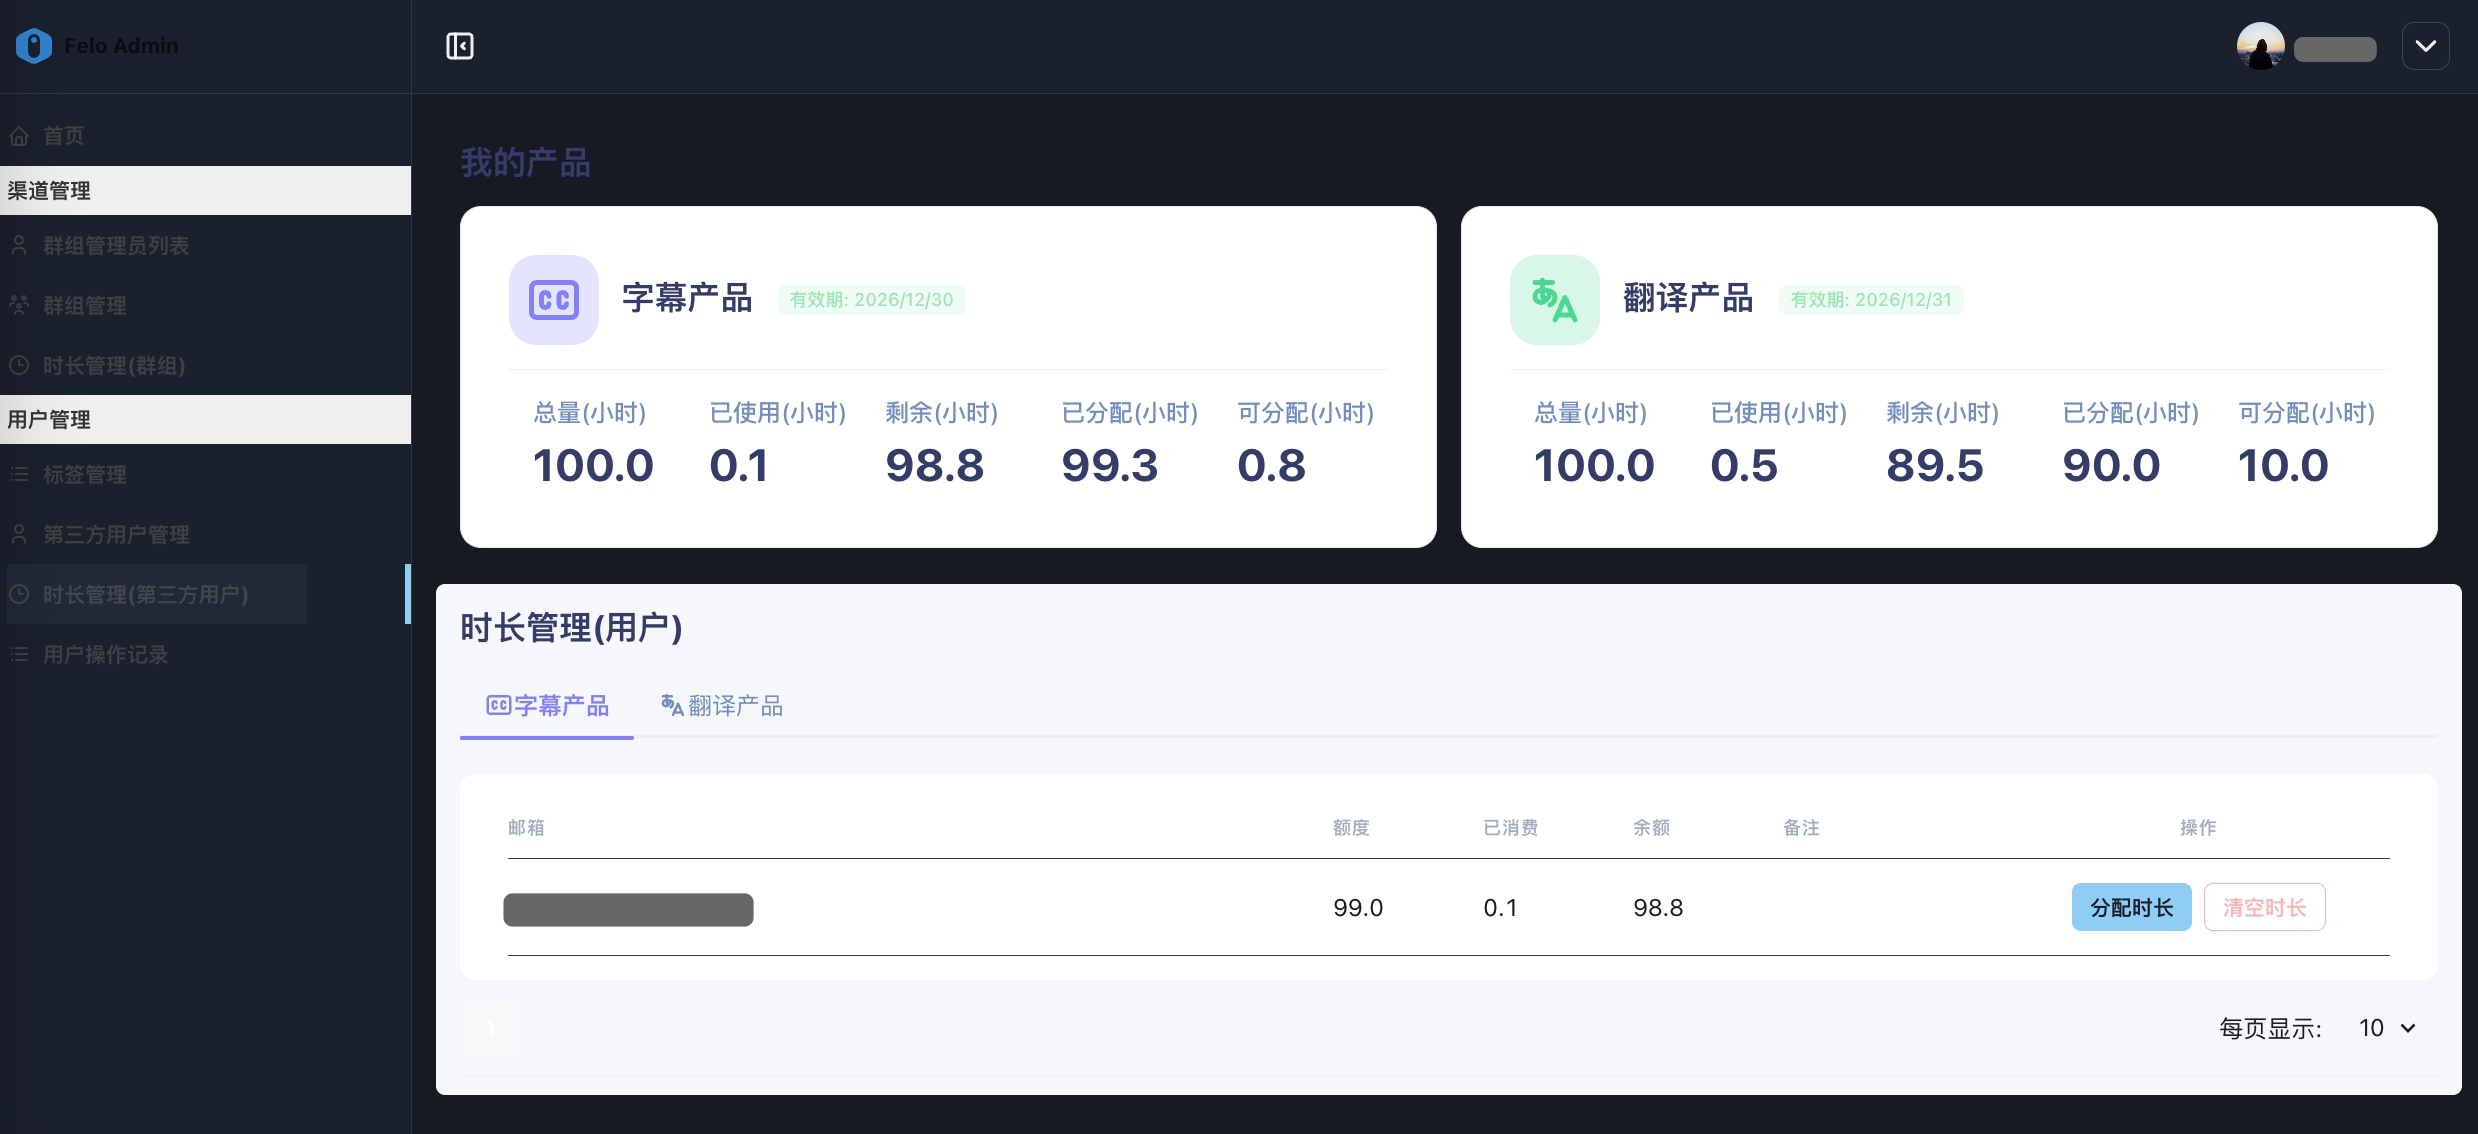 Felo Admin
首页
渠道管理
群组管理员列表
群组管理
时长管理(群组)
用户管理
标签管理
第三方用户管理
时长管理(第三方用户)
用户操作记录
我的产品
字幕产品 有效期: 2026/12/30
总量(小时) 已使用(小时) 剩余(小时) 已分配(小时) 可分配(小时)
100.0 0.1 98.8 99.3 0.8
翻译产品 有效期: 2026/12/31
总量(小时) 已使用(小时) 剩余(小时) 已分配(小时) 可分配(小时)
100.0 0.5 89.5 90.0 10.0
时长管理(用户)
字幕产品 翻译产品
邮箱 额度 已消费 余额 备注 操作
99.0 0.1 98.8 分配时长 清空时长
1 每页显示: 10